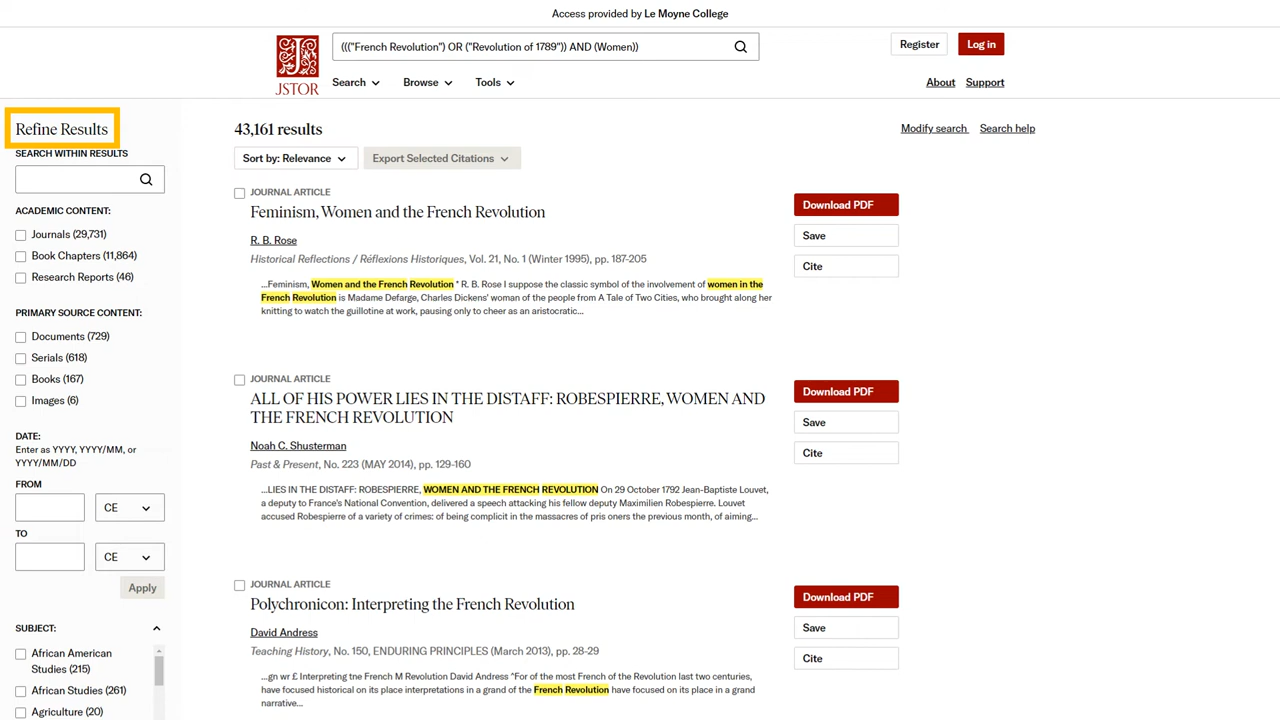 Access provided by Le Moyne College
((("French Revolution") OR ("Revolution of 1789")) AND (Women))
Register
Log in
JSTOR
Search
Browse
Tools
About
Support
Refine Results
SEARCH WITHIN RESULTS
ACADEMIC CONTENT:
Journals (29,731)
Book Chapters (11,864)
Research Reports (46)
PRIMARY SOURCE CONTENT:
Documents (729)
Serials (618)
Books (167)
Images (6)
DATE:
Enter as YYYY, YYYY/MM, or
YYYY/MM/DD
FROM
CE
TO
CE
Apply
SUBJECT:
African American
Studies (215)
African Studies (261)
Agriculture (20)
43,161 results
Modify search
Search help
Sort by: Relevance
Export Selected Citations
JOURNAL ARTICLE
Feminism, Women and the French Revolution
R. B. Rose
Historical Reflections / Réflexions Historiques, Vol. 21, No. 1 (Winter 1995), pp. 187-205
...Feminism, Women and the French Revolution * R. B. Rose I suppose the classic symbol of the involvement of women in the
French Revolution is Madame Defarge, Charles Dickens' woman of the people from A Tale of Two Cities, who brought along her
knitting to watch the guillotine at work, pausing only to cheer as an aristocratic...
Download PDF
Save
Cite
JOURNAL ARTICLE
ALL OF HIS POWER LIES IN THE DISTAFF: ROBESPIERRE, WOMEN AND
THE FRENCH REVOLUTION
Noah C. Shusterman
Past & Present, No. 223 (MAY 2014), pp. 129-160
...LIES IN THE DISTAFF: ROBESPIERRE, WOMEN AND THE FRENCH REVOLUTION On 29 October 1792 Jean-Baptiste Louvet,
a deputy to France's National Convention, delivered a speech attacking his fellow deputy Maximilien Robespierre. Louvet
accused Robespierre of a variety of crimes: of being complicit in the massacres of pris oners the previous month, of aiming...
Download PDF
Save
Cite
JOURNAL ARTICLE
Polychronicon: Interpreting the French Revolution
David Andress
Teaching History, No. 150, ENDURING PRINCIPLES (March 2013), pp. 28-29
...gn wr £ Interpreting tne French M Revolution David Andress ^For of the most French of the Revolution last two centuries,
have focused historical on its place interpretations in a grand of the French Revolution have focused on its place in a grand
narrative...
Download PDF
Save
Cite